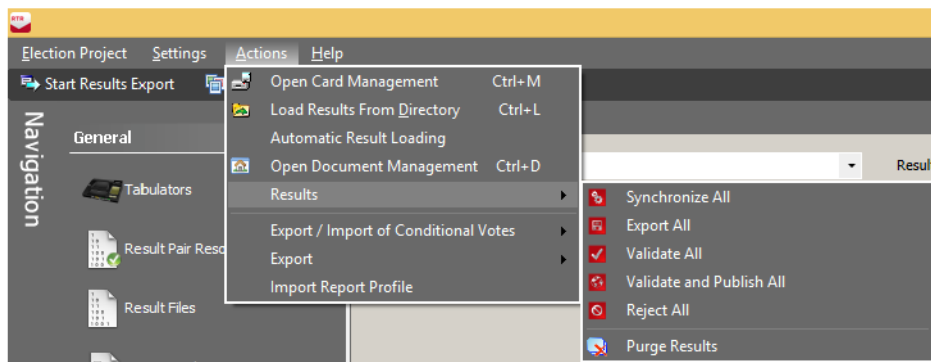 RTR
Election Project Settings Actions Help
Start Results Export
Navigation
General
Tabulators
Result Pair Reso
Result Files
Open Card Management Ctrl+M
Load Results From Directory Ctrl+L
Automatic Result Loading
Open Document Management Ctrl+D
Results
Export / Import of Conditional Votes
Export
Import Report Profile
Resul
Synchronize All
Export All
Validate All
Validate and Publish All
Reject All
Purge Results